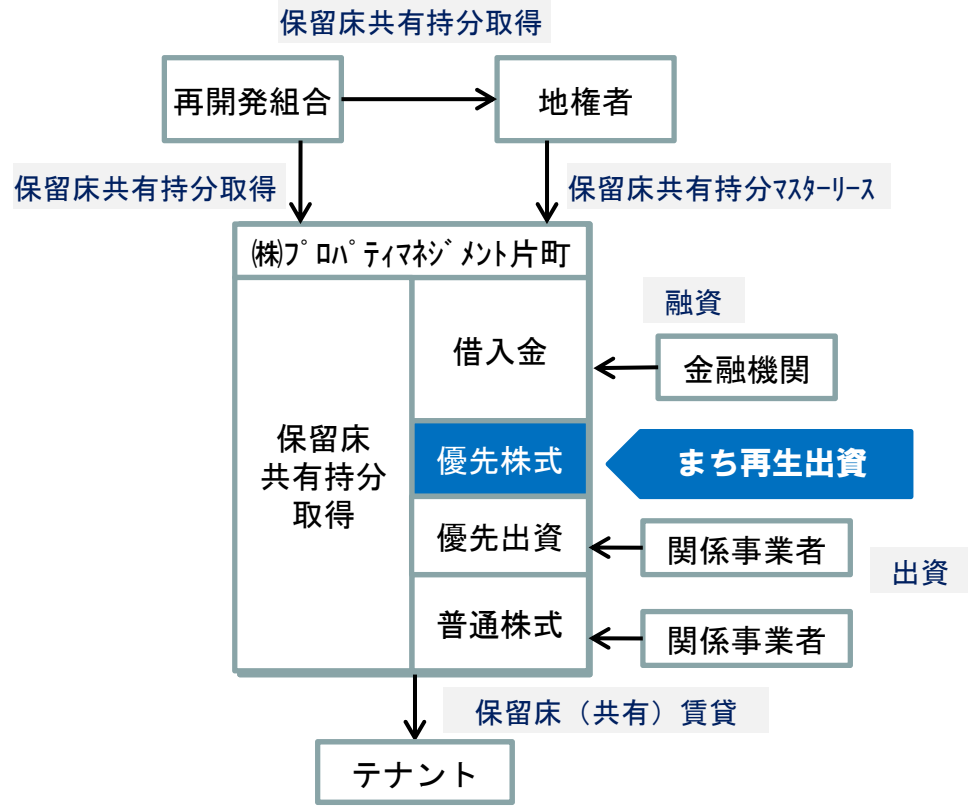 保留床共有持分取得
再開発組合
地権者
保留床共有持分取得
保留床共有持分ﾏｽﾀｰﾘｰｽ
㈱ﾌﾟﾛﾊﾟﾃｨﾏﾈｼﾞﾒﾝﾄ片町
融資
借入金
金融機関
保留床
共有持分
取得
優先株式
まち再生出資
優先出資
関係事業者
出資
普通株式
関係事業者
保留床（共有）賃貸
テナント